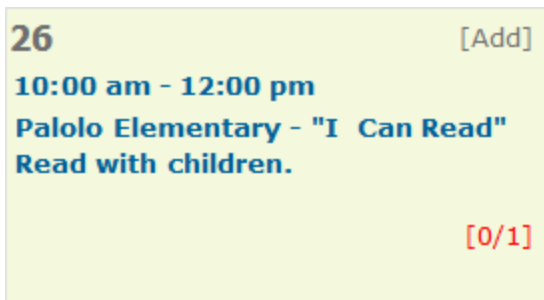 26 [Add]
10:00 am - 12:00 pm
Palolo Elementary - "I Can Read"
Read with children.
[0/1]